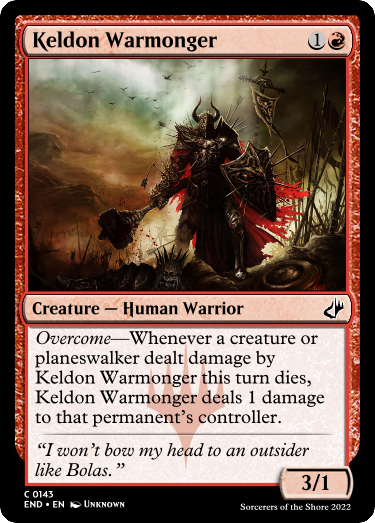 Keldon Warmonger 1
Creature — Human Warrior
Overcome—Whenever a creature or
planeswalker dealt damage by
Keldon Warmonger this turn dies,
Keldon Warmonger deals 1 damage
to that permanent's controller.
“I won't bow my head to an outsider
like Bolas.”
3/1
C 0143
END • EN Unknown
Sorcerers of the Shore 2022